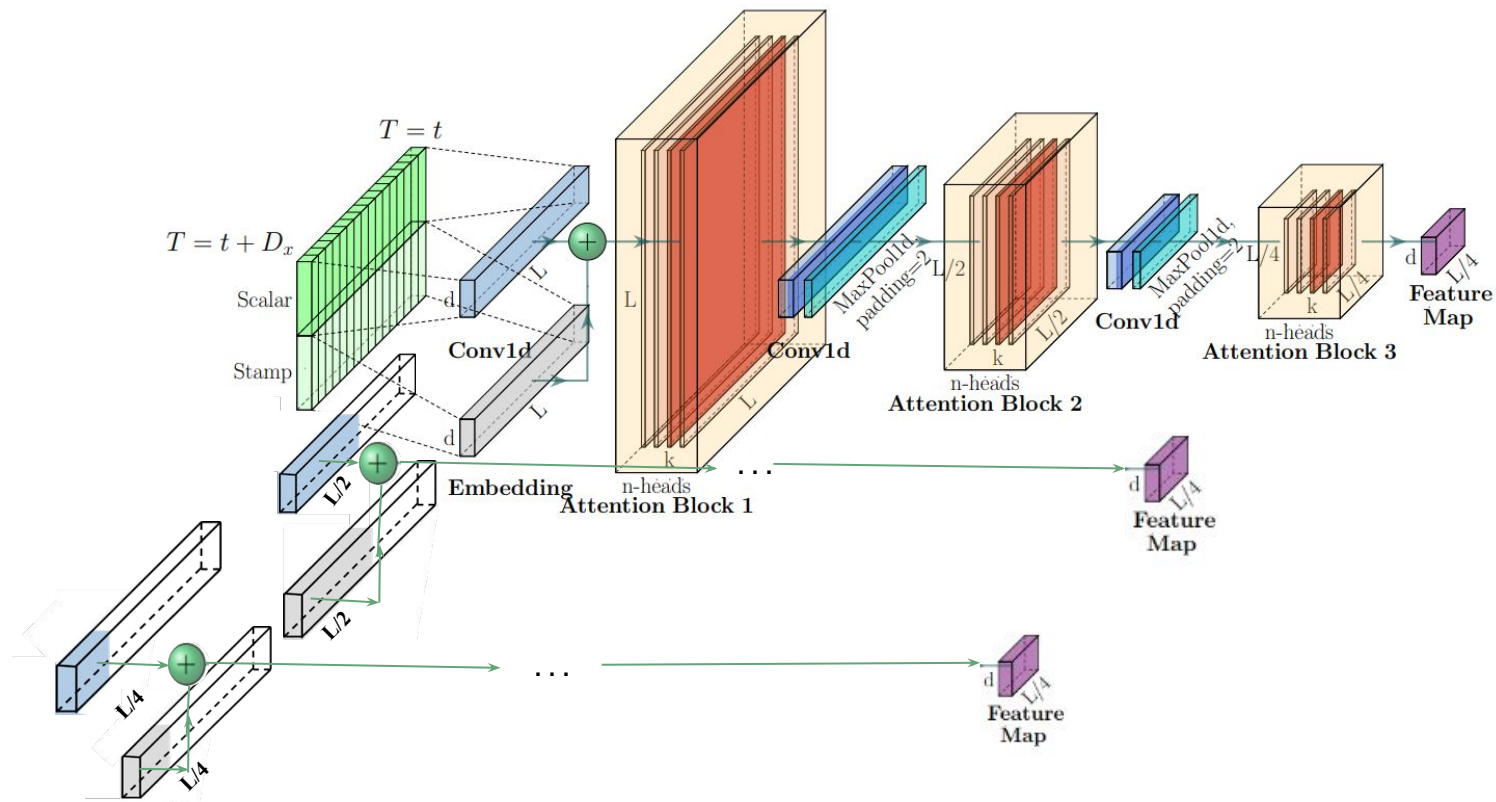 T = t
T = t + Dₓ
Scalar
Stamp
d
L
Conv1d
d
L
Embedding
+
L
k
L
n-heads
Attention Block 1
Conv1d
MaxPool1d,
padding=2
L/2
k
L/2
n-heads
Attention Block 2
Conv1d
MaxPool1d,
padding=2
L/4
k
L/4
n-heads
Attention Block 3
d
L/4
Feature
Map
L/2
+
L/2
...
d
L/4
Feature
Map
L/4
+
L/4
...
d
L/4
Feature
Map